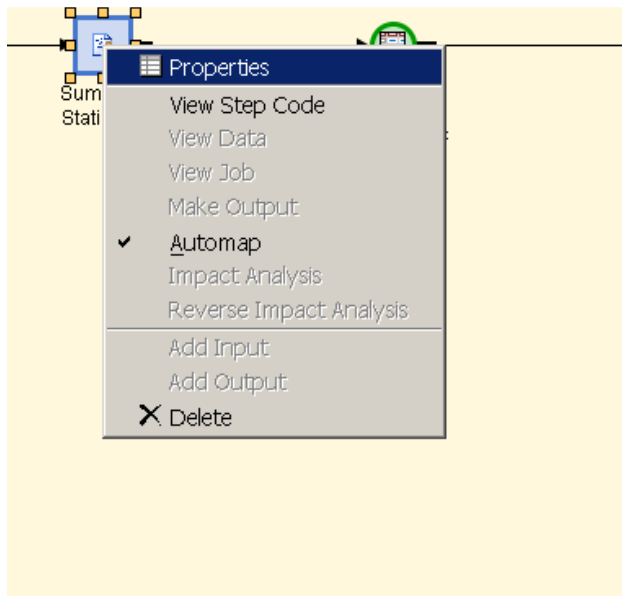 Properties
Sum
Stati
View Step Code
View Data
View Job
Make Output
Automap
Impact Analysis
Reverse Impact Analysis
Add Input
Add Output
Delete